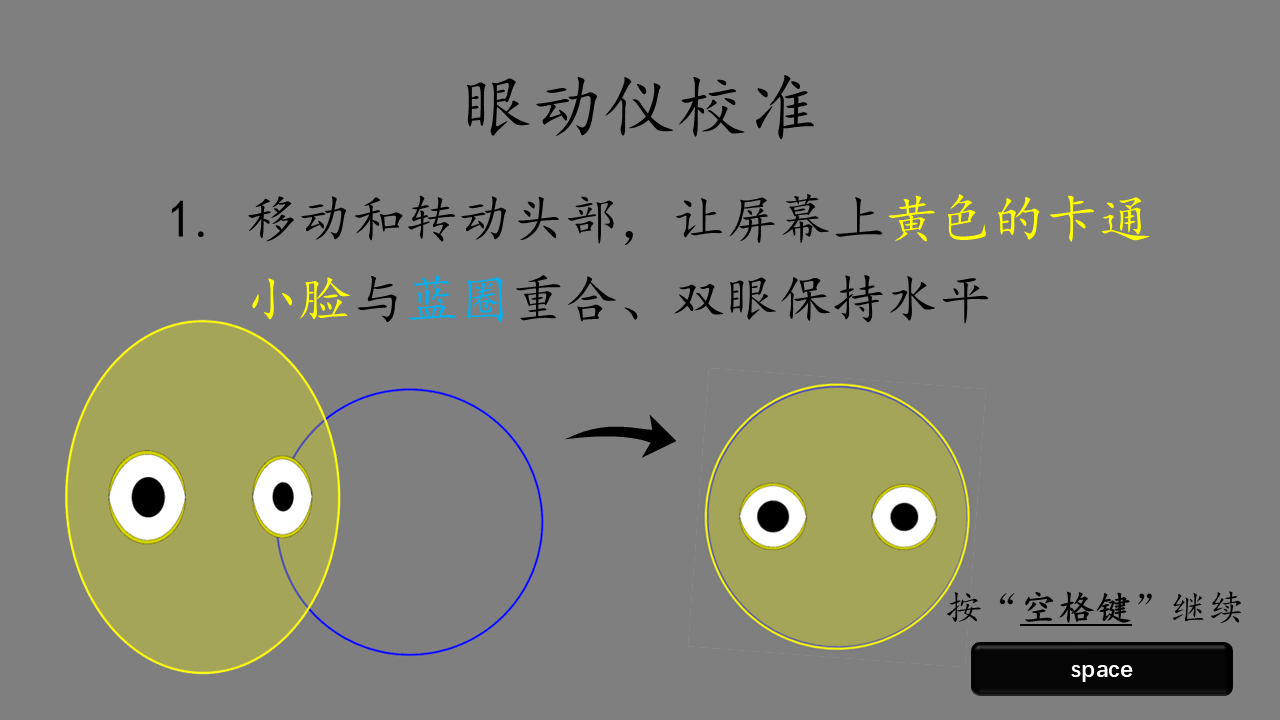 眼动仪校准
1. 移动和转动头部，让屏幕上黄色的卡通
小脸与蓝圈重合、双眼保持水平
按“空格键”继续
space